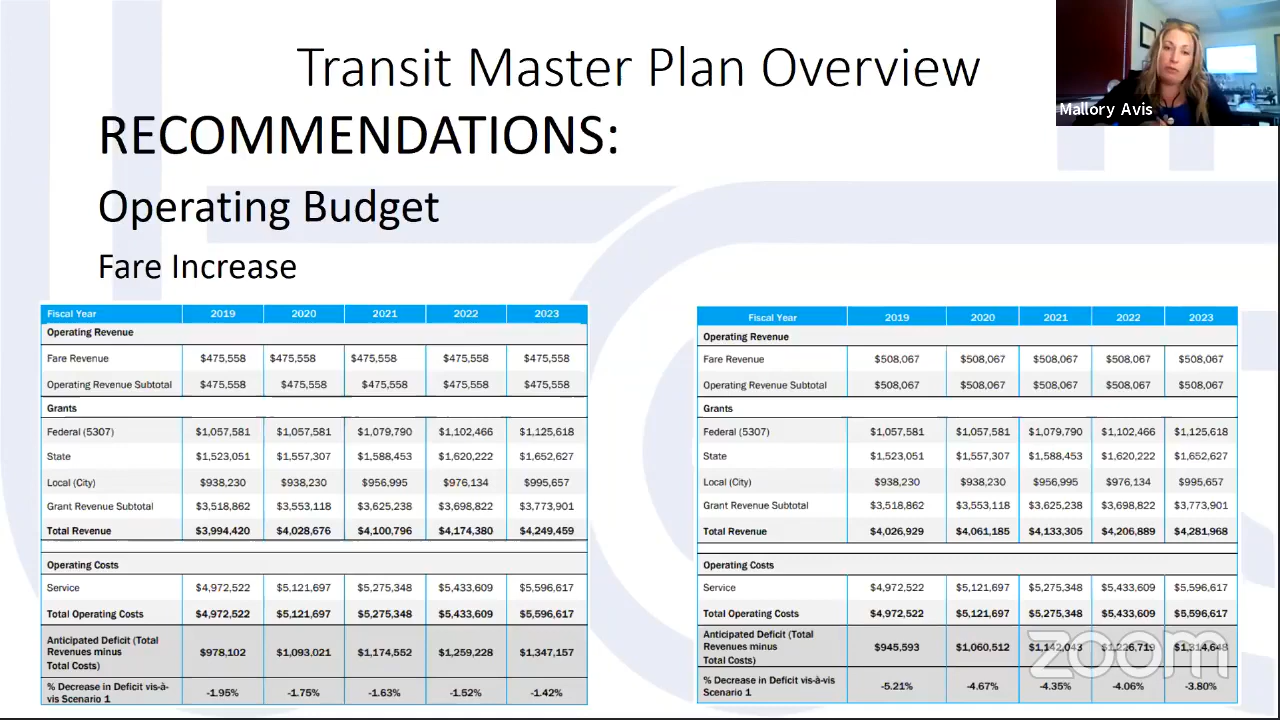 Transit Master Plan Overview
Mallory Avis
RECOMMENDATIONS:
Operating Budget
Fare Increase
Fiscal Year 2019 2020 2021 2022 2023
Operating Revenue
Fare Revenue $475,558 $475,558 $475,558 $475,558 $475,558
Operating Revenue Subtotal $475,558 $475,558 $475,558 $475,558 $475,558
Grants
Federal (5307) $1,057,581 $1,057,581 $1,079,790 $1,102,466 $1,125,618
State $1,523,051 $1,557,307 $1,588,453 $1,620,222 $1,652,627
Local (City) $938,230 $938,230 $956,995 $976,134 $995,657
Grant Revenue Subtotal $3,518,862 $3,553,118 $3,625,238 $3,698,822 $3,773,901
Total Revenue $3,994,420 $4,028,676 $4,100,796 $4,174,380 $4,249,459
Operating Costs
Service $4,972,522 $5,121,697 $5,275,348 $5,433,609 $5,596,617
Total Operating Costs $4,972,522 $5,121,697 $5,275,348 $5,433,609 $5,596,617
Anticipated Deficit (Total
Revenues minus
Total Costs) $978,102 $1,093,021 $1,174,552 $1,259,228 $1,347,157
% Decrease in Deficit vis-à-
vis Scenario 1 -1.95% -1.75% -1.63% -1.52% -1.42%
Fiscal Year 2019 2020 2021 2022 2023
Operating Revenue
Fare Revenue $508,067 $508,067 $508,067 $508,067 $508,067
Operating Revenue Subtotal $508,067 $508,067 $508,067 $508,067 $508,067
Grants
Federal (5307) $1,057,581 $1,057,581 $1,079,790 $1,102,466 $1,125,618
State $1,523,051 $1,557,307 $1,588,453 $1,620,222 $1,652,627
Local (City) $938,230 $938,230 $956,995 $976,134 $995,657
Grant Revenue Subtotal $3,518,862 $3,553,118 $3,625,238 $3,698,822 $3,773,901
Total Revenue $4,026,929 $4,061,185 $4,133,305 $4,206,889 $4,281,968
Operating Costs
Service $4,972,522 $5,121,697 $5,275,348 $5,433,609 $5,596,617
Total Operating Costs $4,972,522 $5,121,697 $5,275,348 $5,433,609 $5,596,617
Anticipated Deficit (Total
Revenues minus
Total Costs) $945,593 $1,060,512 $1,142,043 $1,226,719 $1,314,648
% Decrease in Deficit vis-à-vis
Scenario 1 -5.21% -4.67% -4.35% -4.06% -3.80%
zoom